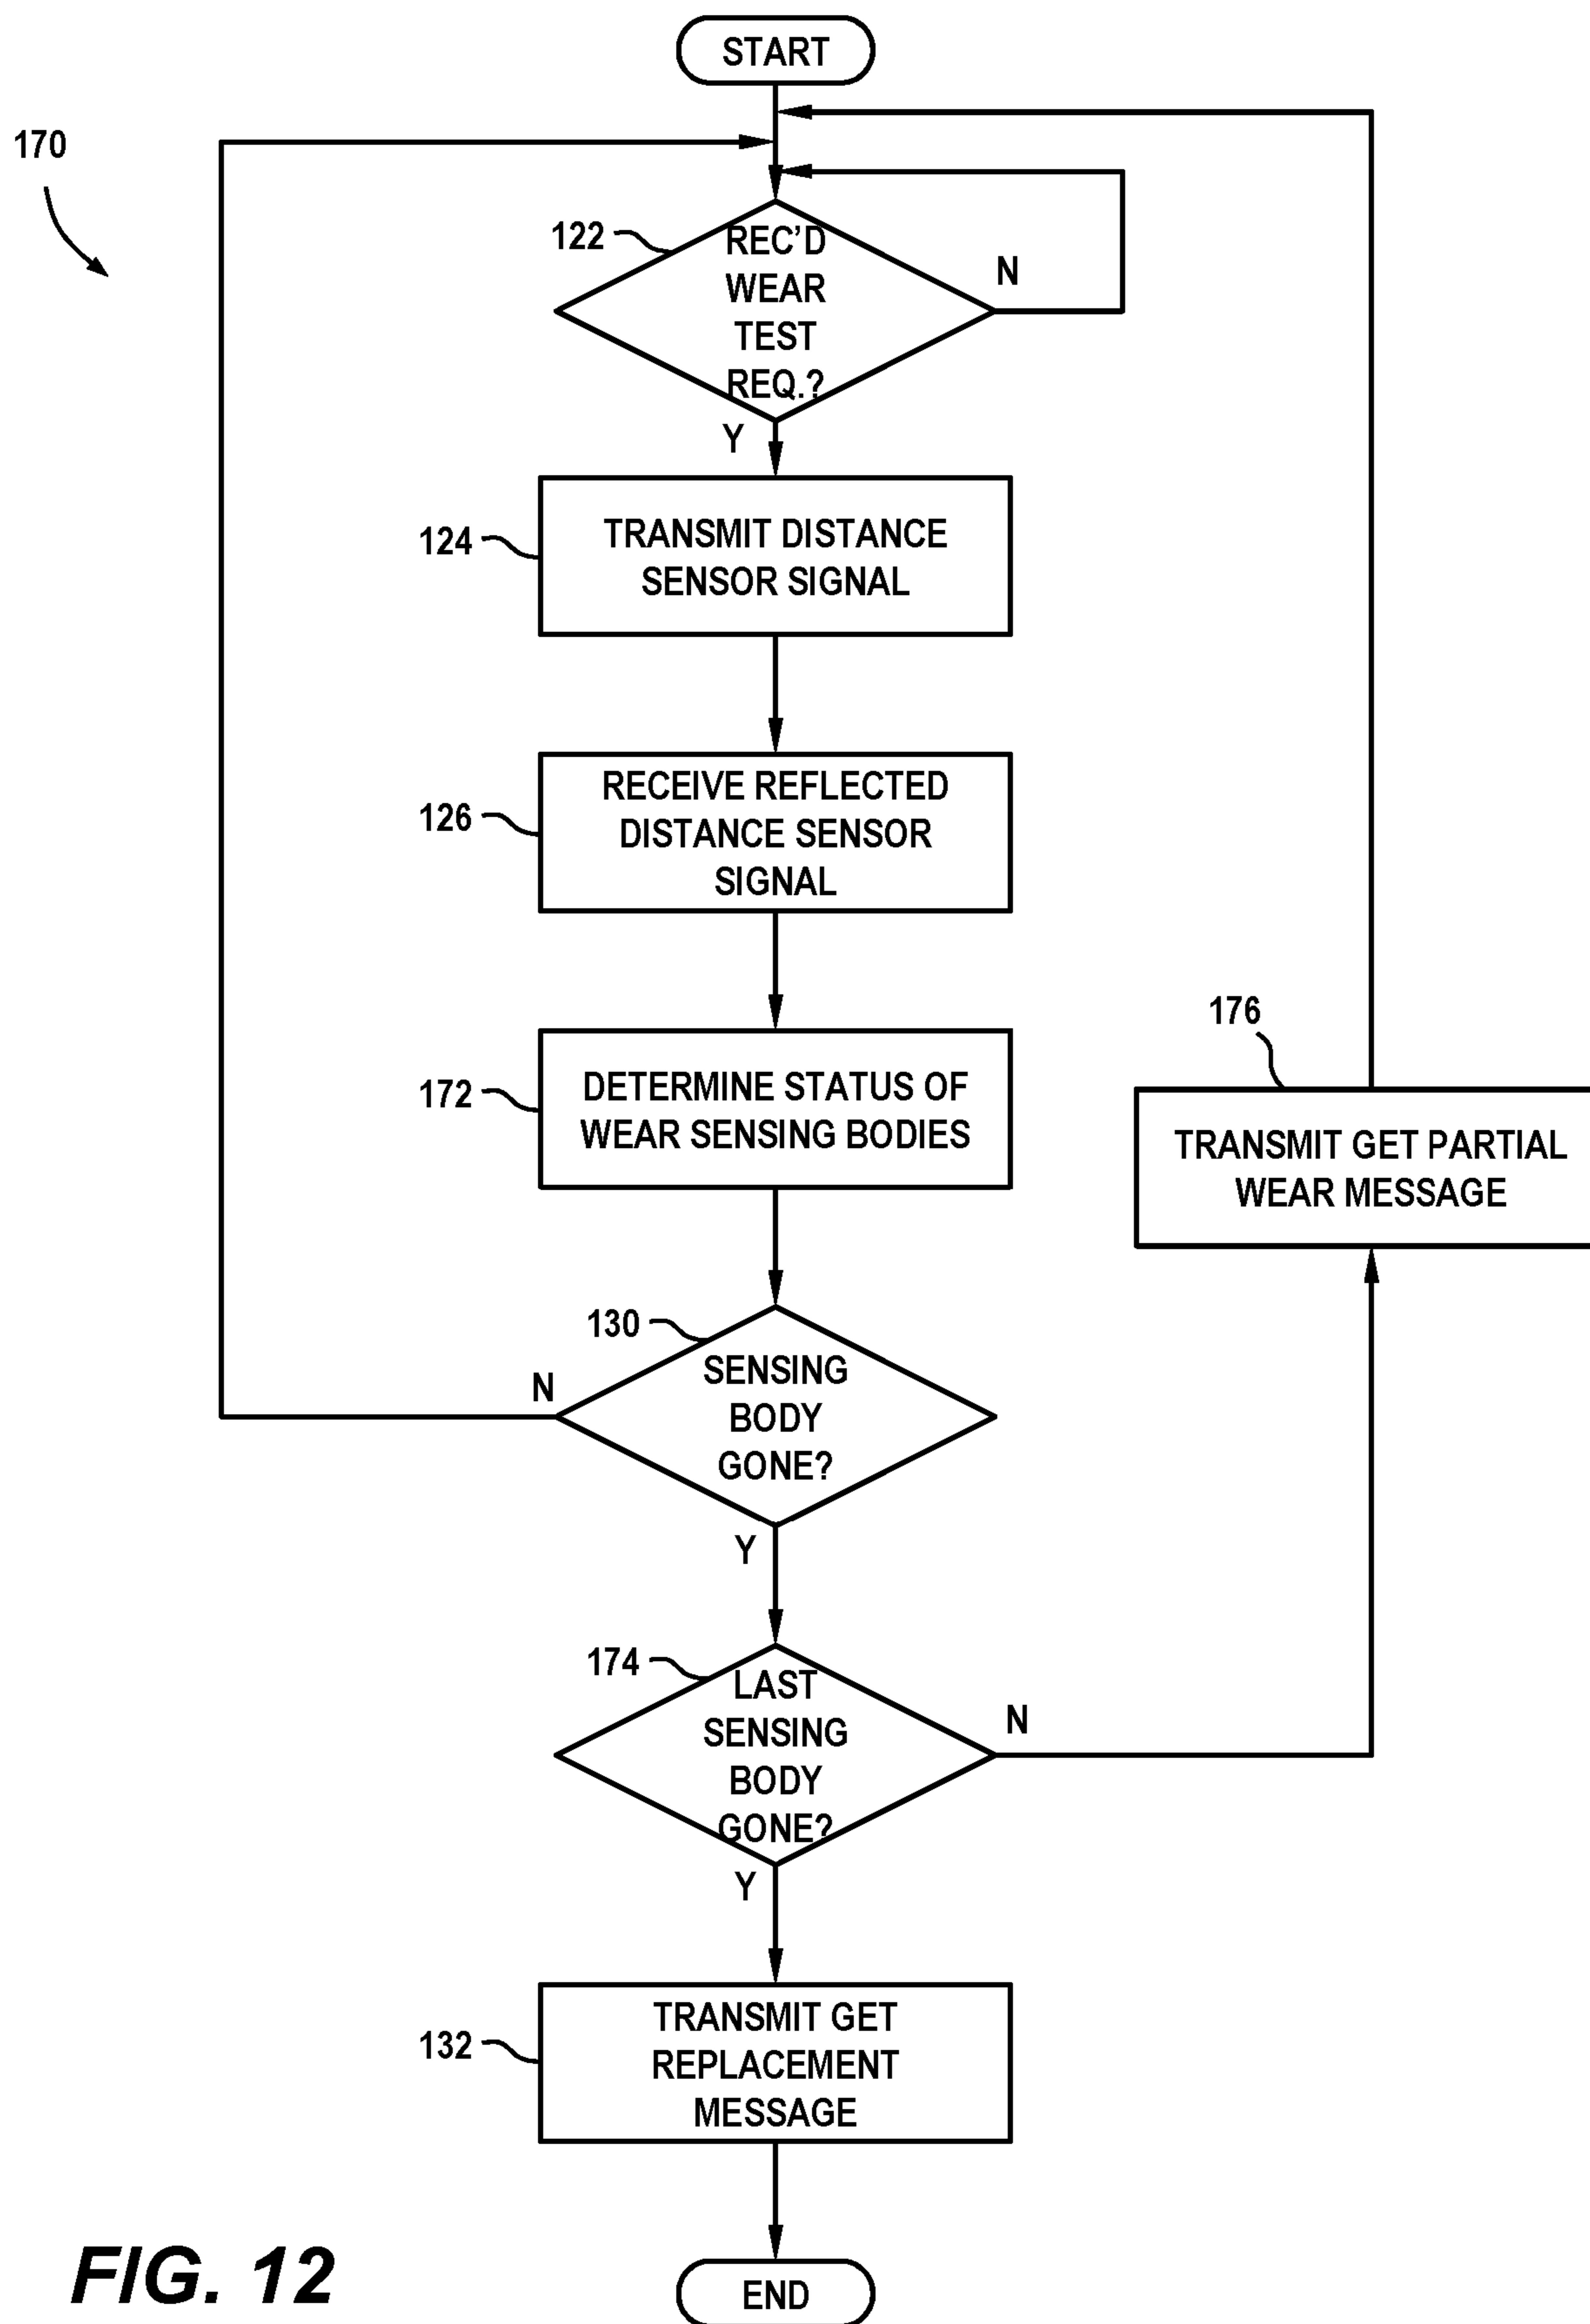 START
170
122
REC'D
WEAR
TEST
REQ.?
N
Y
124
TRANSMIT DISTANCE
SENSOR SIGNAL
126
RECEIVE REFLECTED
DISTANCE SENSOR
SIGNAL
172
DETERMINE STATUS OF
WEAR SENSING BODIES
176
TRANSMIT GET PARTIAL
WEAR MESSAGE
130
SENSING
BODY
GONE?
N
Y
174
LAST
SENSING
BODY
GONE?
N
Y
132
TRANSMIT GET
REPLACEMENT
MESSAGE
END
FIG. 12